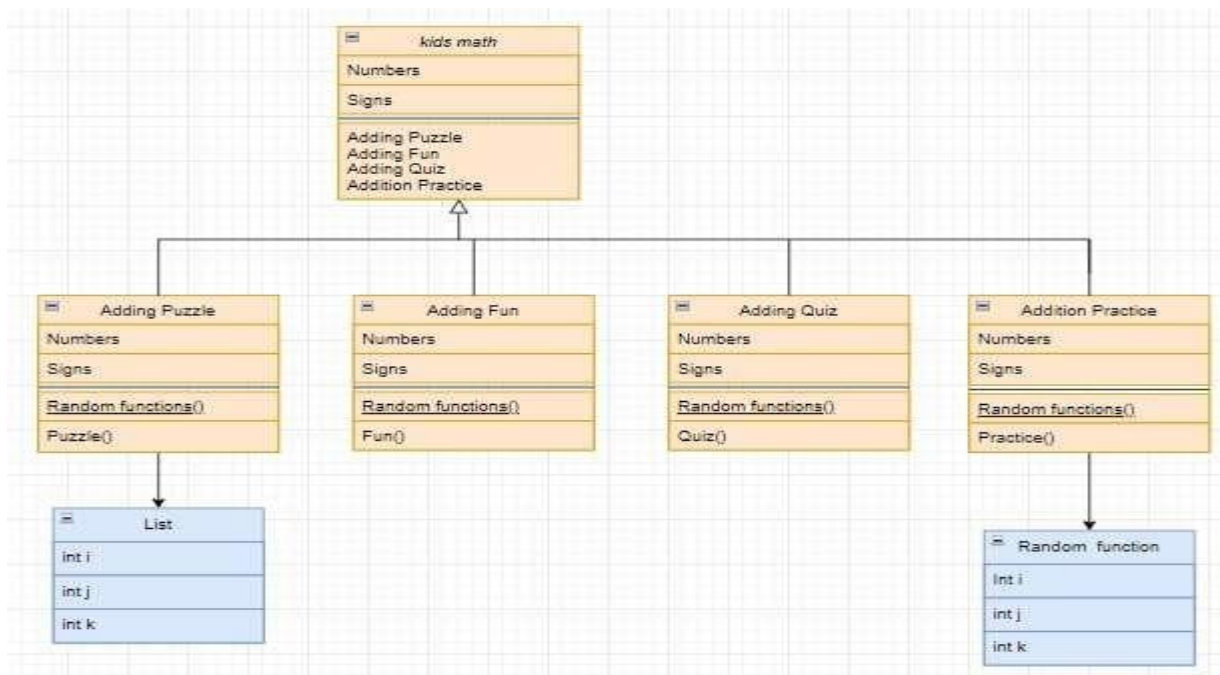 kids math
Numbers
Signs
Adding Puzzle
Adding Fun
Adding Quiz
Addition Practice
Adding Puzzle
Numbers
Signs
Random functions()
Puzzle()
Adding Fun
Numbers
Signs
Random functions()
Fun()
Adding Quiz
Numbers
Signs
Random functions()
Quiz()
Addition Practice
Numbers
Signs
Random functions()
Practice()
List
int i
int j
int k
Random function
Int i
int j
int k